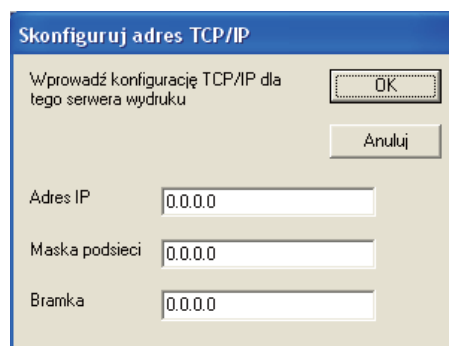 Skonfiguruj adres TCP/IP
Wprowadź konfigurację TCP/IP dla
tego serwera wydruku
OK
Anuluj
Adres IP 0.0.0.0
Maska podsieci 0.0.0.0
Bramka 0.0.0.0